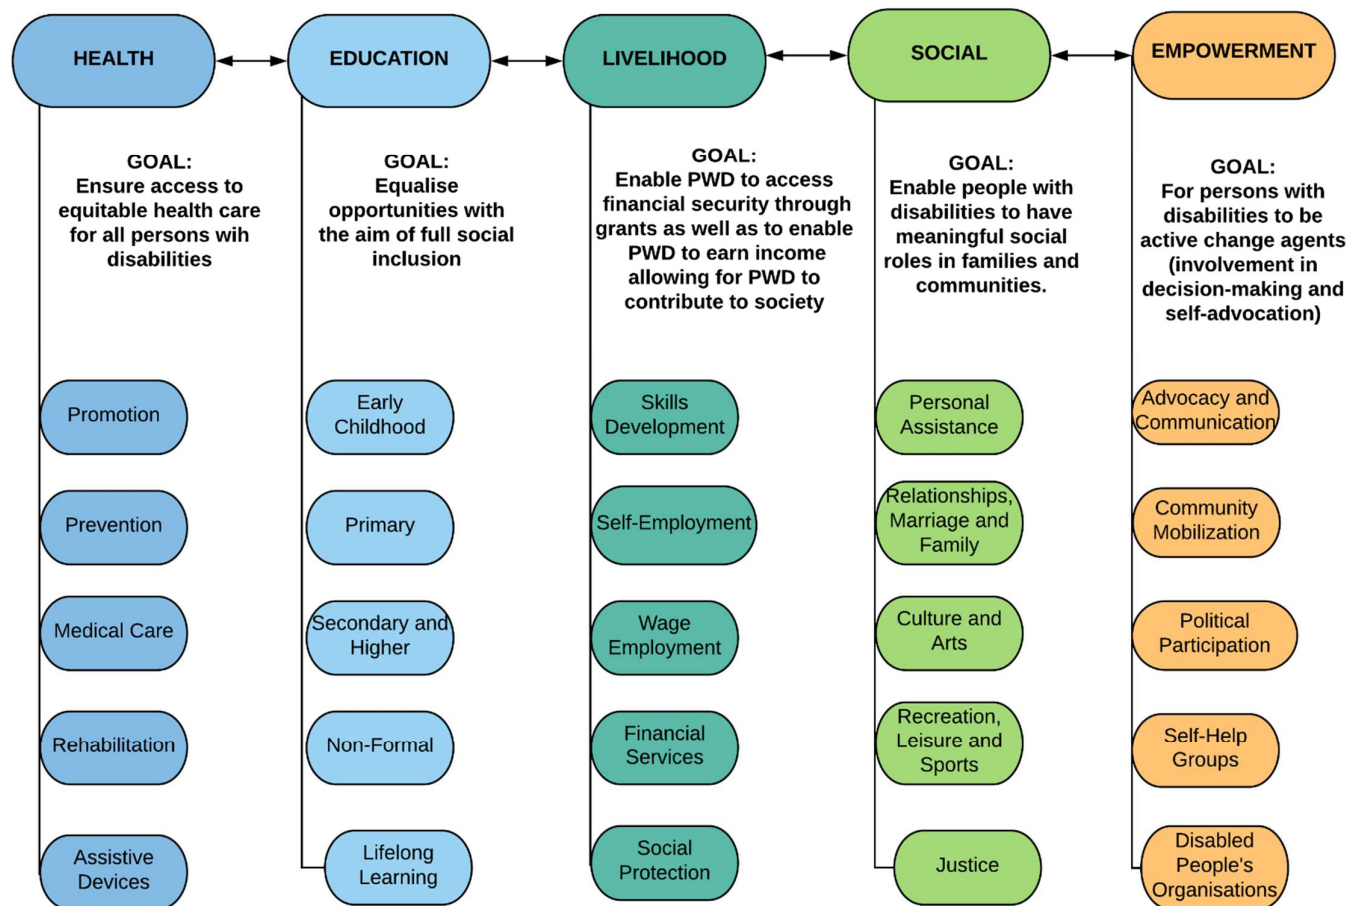 HEALTH
EDUCATION
LIVELIHOOD
SOCIAL
EMPOWERMENT
GOAL:
Ensure access to
equitable health care
for all persons wih
disabilities
GOAL:
Equalise
opportunities with
the aim of full social
inclusion
GOAL:
Enable PWD to access
financial security through
grants as well as to enable
PWD to earn income
allowing for PWD to
contribute to society
GOAL:
Enable people with
disabilities to have
meaningful social
roles in families and
communities.
GOAL:
For persons with
disabilities to be
active change agents
(involvement in
decision-making and
self-advocation)
Promotion
Prevention
Medical Care
Rehabilitation
Assistive
Devices
Early
Childhood
Primary
Secondary and
Higher
Non-Formal
Lifelong
Learning
Skills
Development
Self-Employment
Wage
Employment
Financial
Services
Social
Protection
Personal
Assistance
Relationships,
Marriage and
Family
Culture and
Arts
Recreation,
Leisure and
Sports
Justice
Advocacy and
Communication
Community
Mobilization
Political
Participation
Self-Help
Groups
Disabled
People's
Organisations